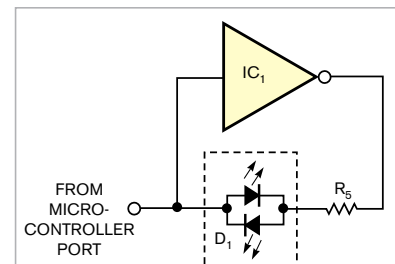 IC1
R5
FROM
MICRO-
CONTROLLER
PORT
D1